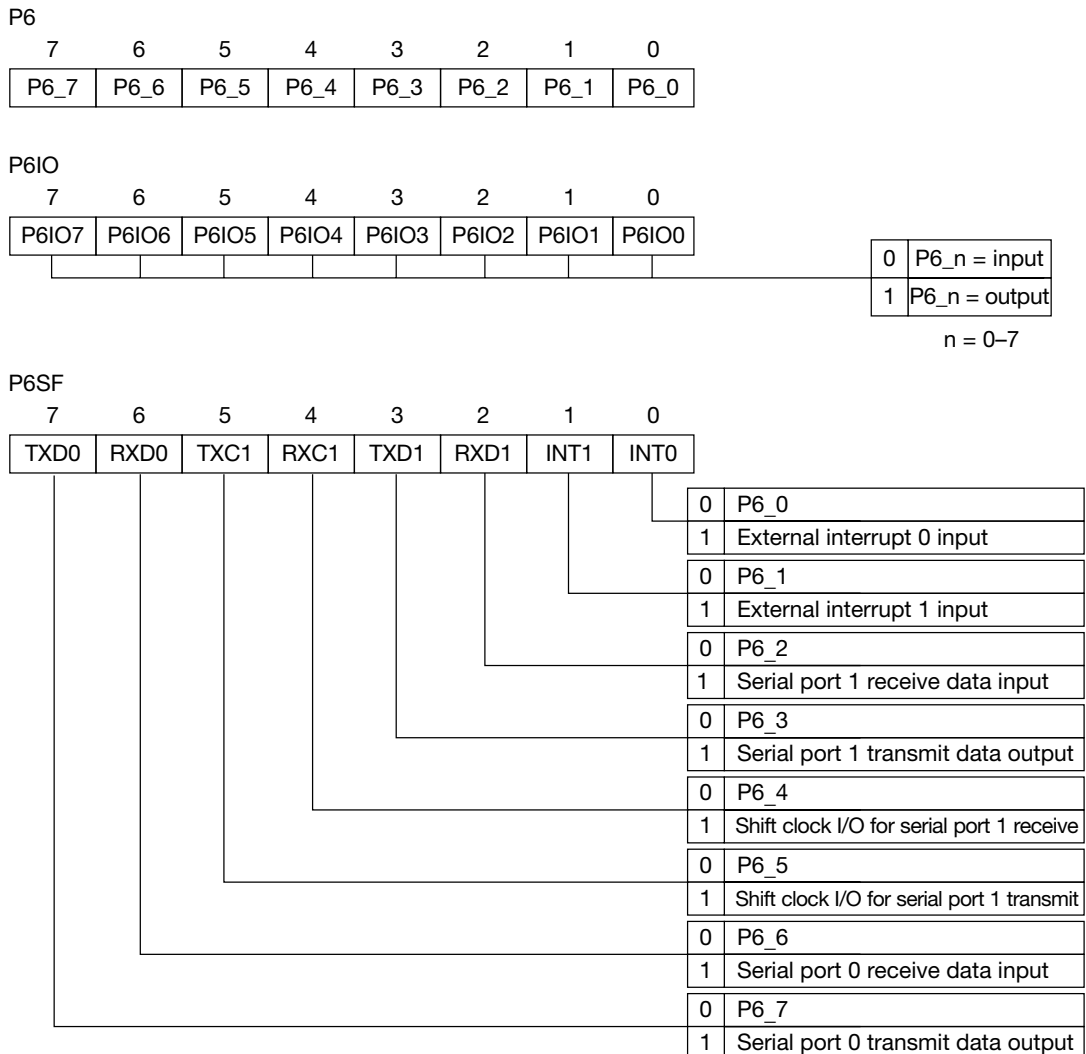 P6
7 6 5 4 3 2 1 0
P6_7 P6_6 P6_5 P6_4 P6_3 P6_2 P6_1 P6_0
P6IO
7 6 5 4 3 2 1 0
P6IO7 P6IO6 P6IO5 P6IO4 P6IO3 P6IO2 P6IO1 P6IO0
0 P6_n = input
1 P6_n = output
n = 0–7
P6SF
7 6 5 4 3 2 1 0
TXD0 RXD0 TXC1 RXC1 TXD1 RXD1 INT1 INT0
0 P6_0
1 External interrupt 0 input
0 P6_1
1 External interrupt 1 input
0 P6_2
1 Serial port 1 receive data input
0 P6_3
1 Serial port 1 transmit data output
0 P6_4
1 Shift clock I/O for serial port 1 receive
0 P6_5
1 Shift clock I/O for serial port 1 transmit
0 P6_6
1 Serial port 0 receive data input
0 P6_7
1 Serial port 0 transmit data output